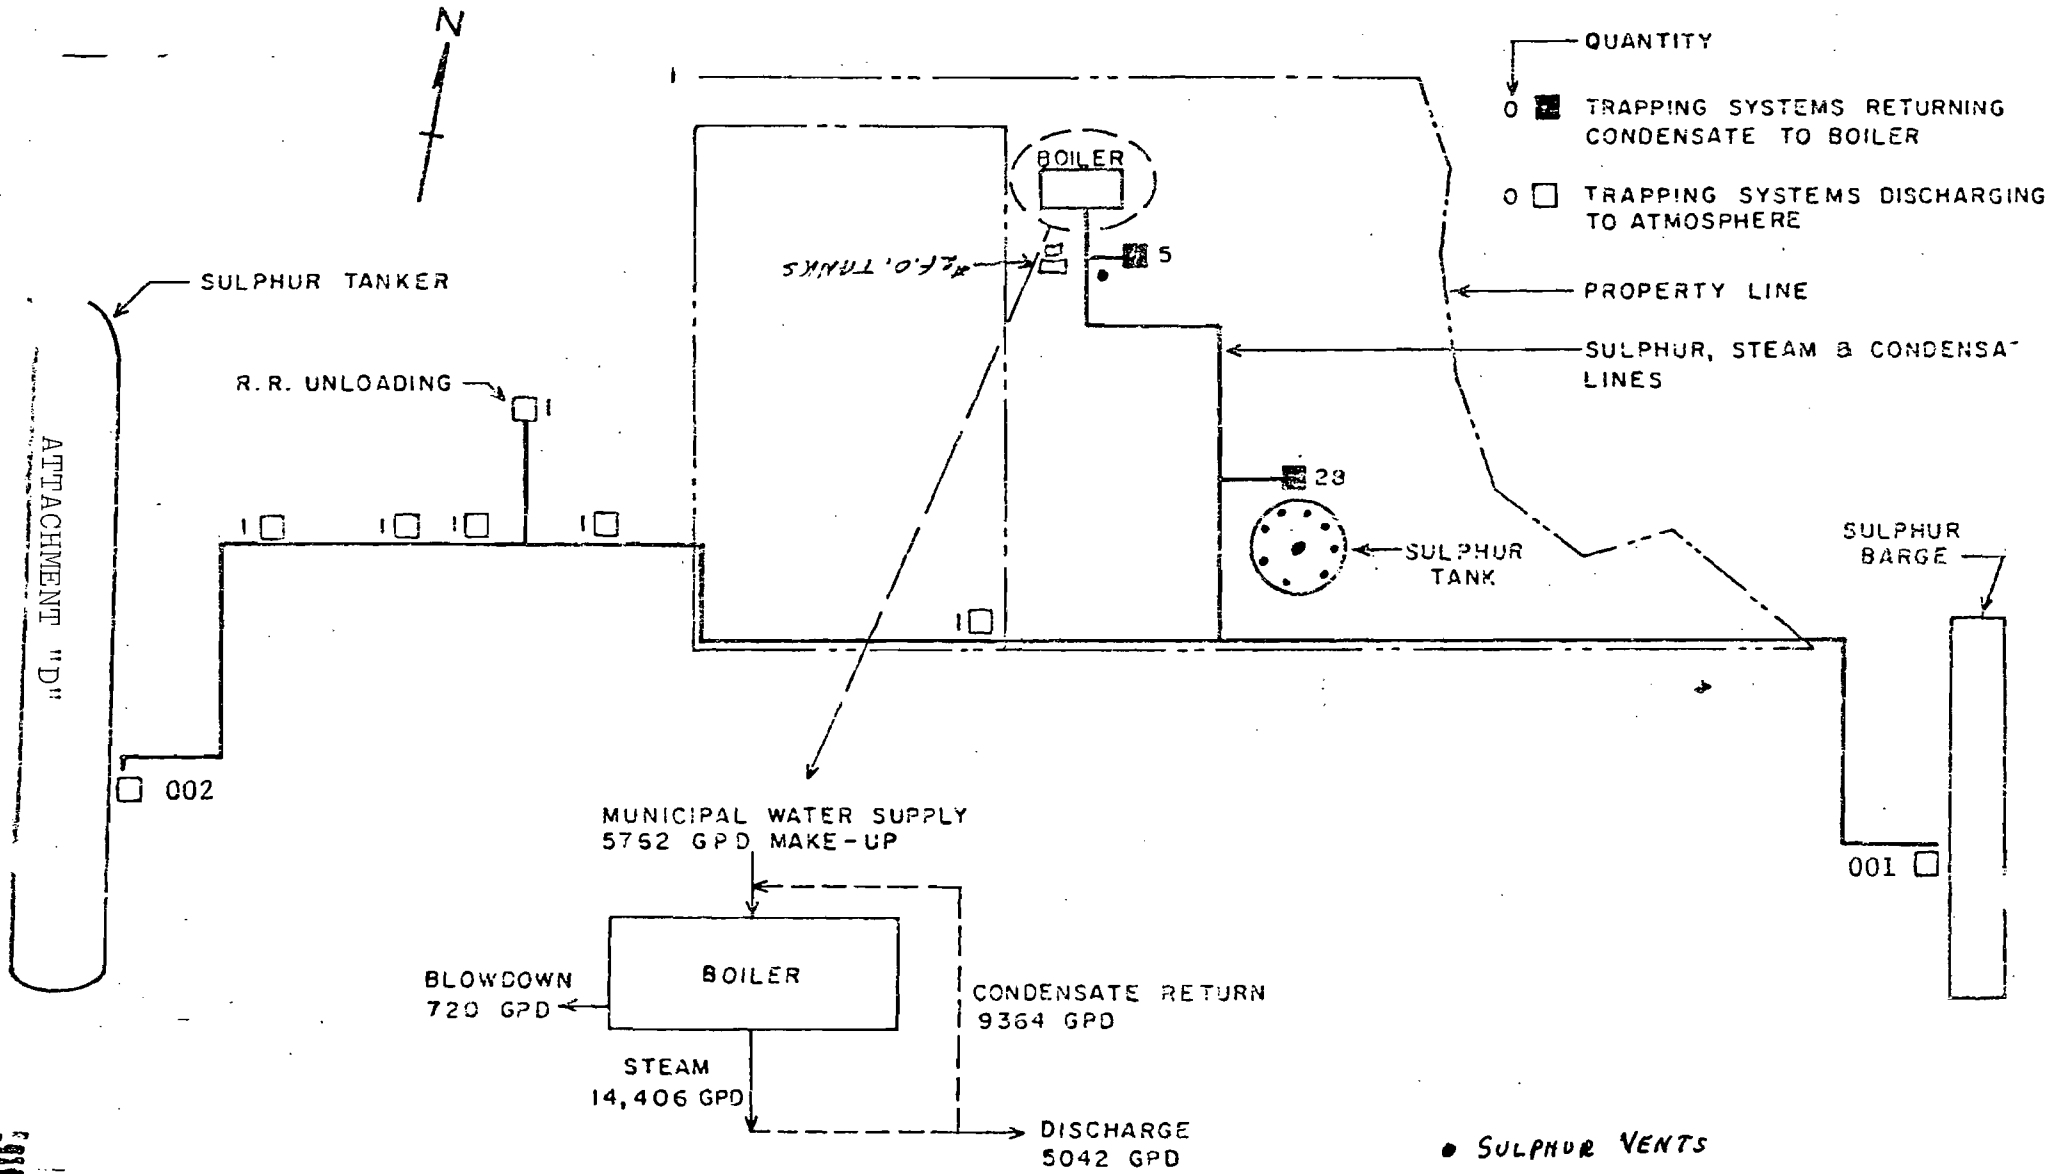 N
QUANTITY
0 TRAPPING SYSTEMS RETURNING
CONDENSATE TO BOILER
0 TRAPPING SYSTEMS DISCHARGING
TO ATMOSPHERE
BOILER
5
#2 F.O. TANKS
SULPHUR TANKER
PROPERTY LINE
SULPHUR, STEAM & CONDENSA
LINES
R.R. UNLOADING
1
28
1
1
1
1
SULPHUR
TANK
SULPHUR
BARGE
ATTACHMENT "D"
1
002
001
MUNICIPAL WATER SUPPLY
5762 GPD MAKE-UP
BOILER
BLOWDOWN
720 GPD
CONDENSATE RETURN
9364 GPD
STEAM
14,406 GPD
DISCHARGE
5042 GPD
• SULPHUR VENTS